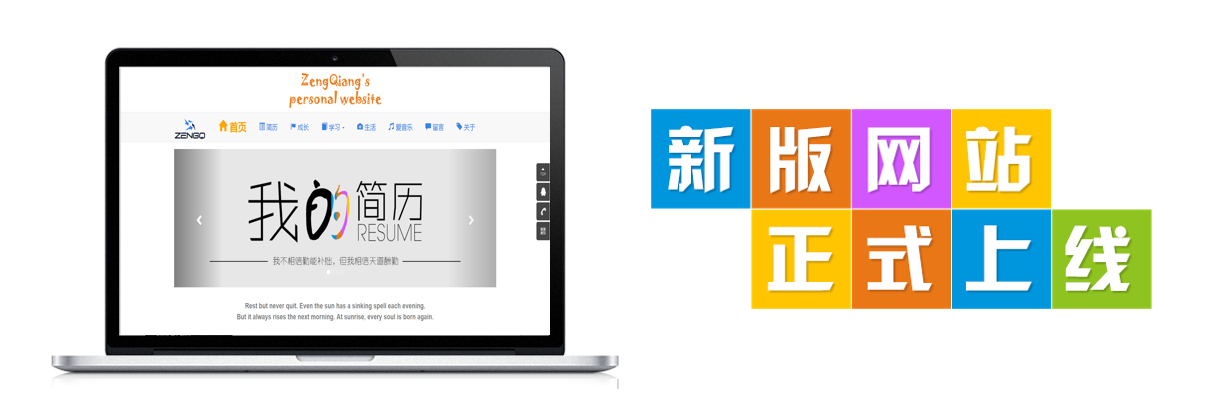 ZengQiang's
personal website
ZENGQ
首页 简历 成长 学习 生活 爱音乐 留言 关于
我的简历
RESUME
我不相信勤能补拙，但我相信天道酬勤
Rest but never quit. Even the sun has a sinking spell each evening.
But it always rises the next morning. At sunrise, every soul is born again.
新版网站
正式上线